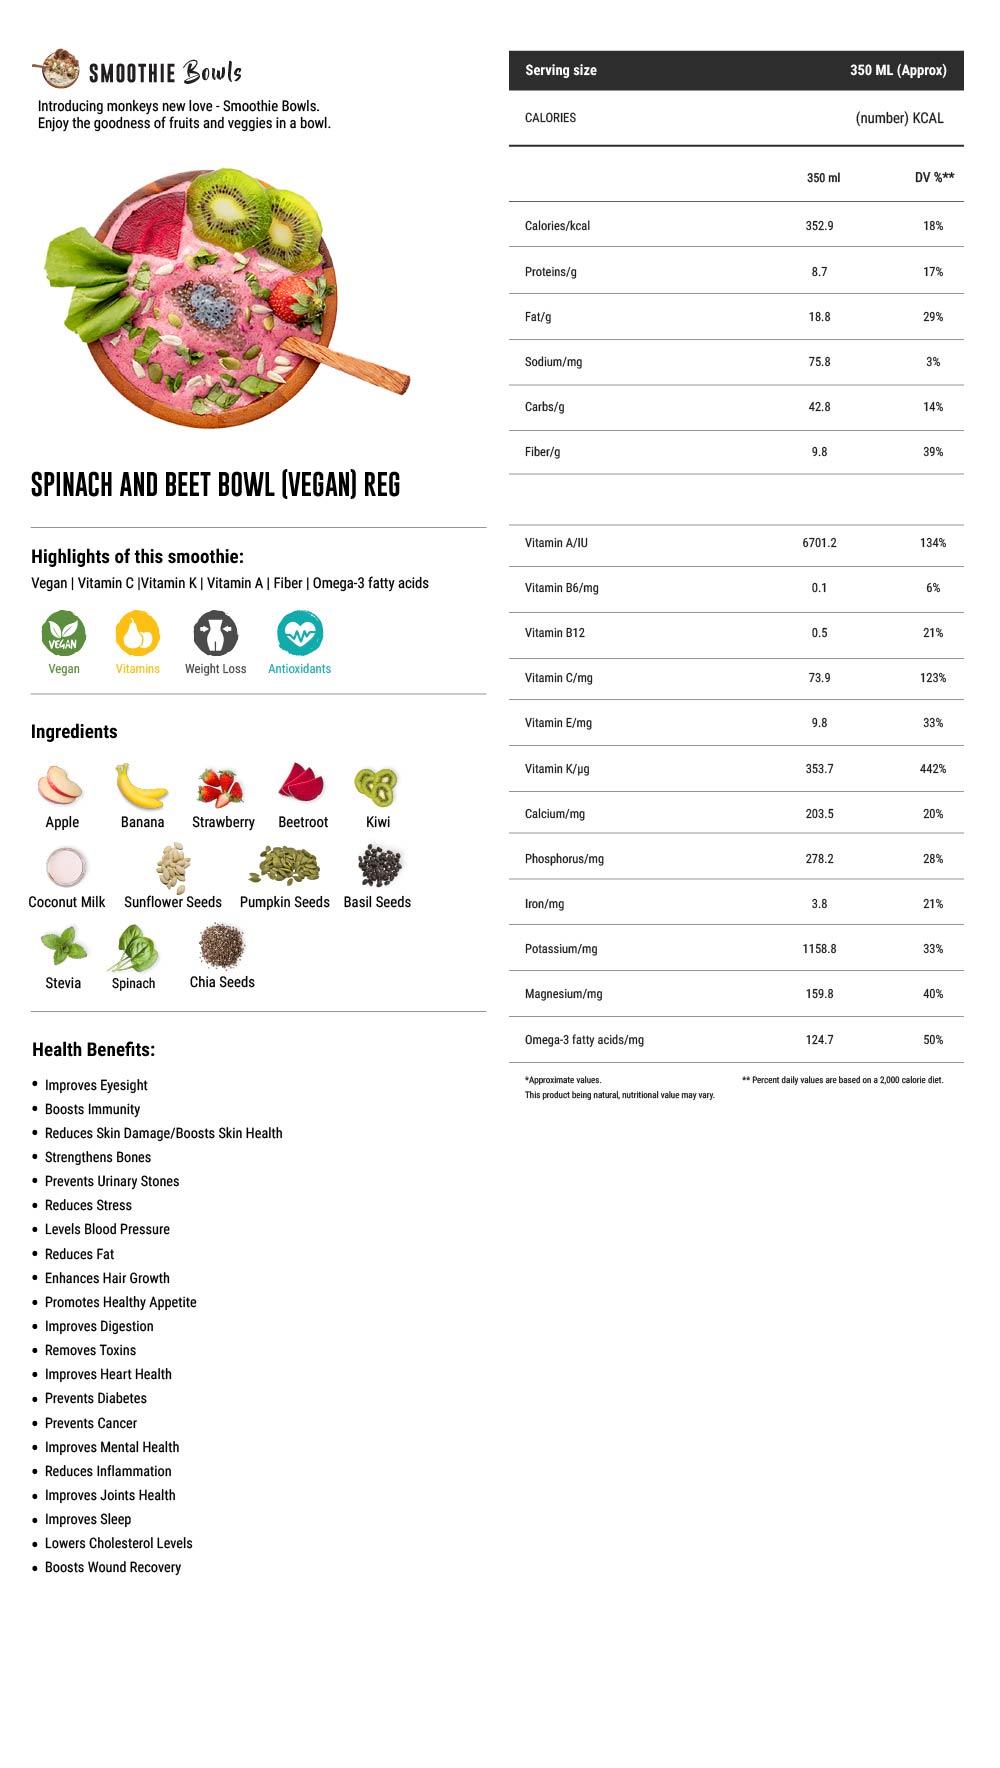 SMOOTHIE Bowls
Introducing monkeys new love - Smoothie Bowls.
Enjoy the goodness of fruits and veggies in a bowl.
SPINACH AND BEET BOWL (VEGAN) REG
Highlights of this smoothie:
Vegan | Vitamin C |Vitamin K | Vitamin A | Fiber | Omega-3 fatty acids
VEGAN
Vegan Vitamins Weight Loss Antioxidants
Ingredients
Apple Banana Strawberry Beetroot Kiwi
Coconut Milk Sunflower Seeds Pumpkin Seeds Basil Seeds
Stevia Spinach Chia Seeds
Health Benefits:
• Improves Eyesight
• Boosts Immunity
• Reduces Skin Damage/Boosts Skin Health
• Strengthens Bones
• Prevents Urinary Stones
• Reduces Stress
• Levels Blood Pressure
• Reduces Fat
• Enhances Hair Growth
• Promotes Healthy Appetite
• Improves Digestion
• Removes Toxins
• Improves Heart Health
• Prevents Diabetes
• Prevents Cancer
• Improves Mental Health
• Reduces Inflammation
• Improves Joints Health
• Improves Sleep
• Lowers Cholesterol Levels
• Boosts Wound Recovery
Serving size 350 ML (Approx)
CALORIES (number) KCAL
350 ml DV %**
Calories/kcal 352.9 18%
Proteins/g 8.7 17%
Fat/g 18.8 29%
Sodium/mg 75.8 3%
Carbs/g 42.8 14%
Fiber/g 9.8 39%
Vitamin A/IU 6701.2 134%
Vitamin B6/mg 0.1 6%
Vitamin B12 0.5 21%
Vitamin C/mg 73.9 123%
Vitamin E/mg 9.8 33%
Vitamin K/µg 353.7 442%
Calcium/mg 203.5 20%
Phosphorus/mg 278.2 28%
Iron/mg 3.8 21%
Potassium/mg 1158.8 33%
Magnesium/mg 159.8 40%
Omega-3 fatty acids/mg 124.7 50%
*Approximate values. ** Percent daily values are based on a 2,000 calorie diet.
This product being natural, nutritional value may vary.